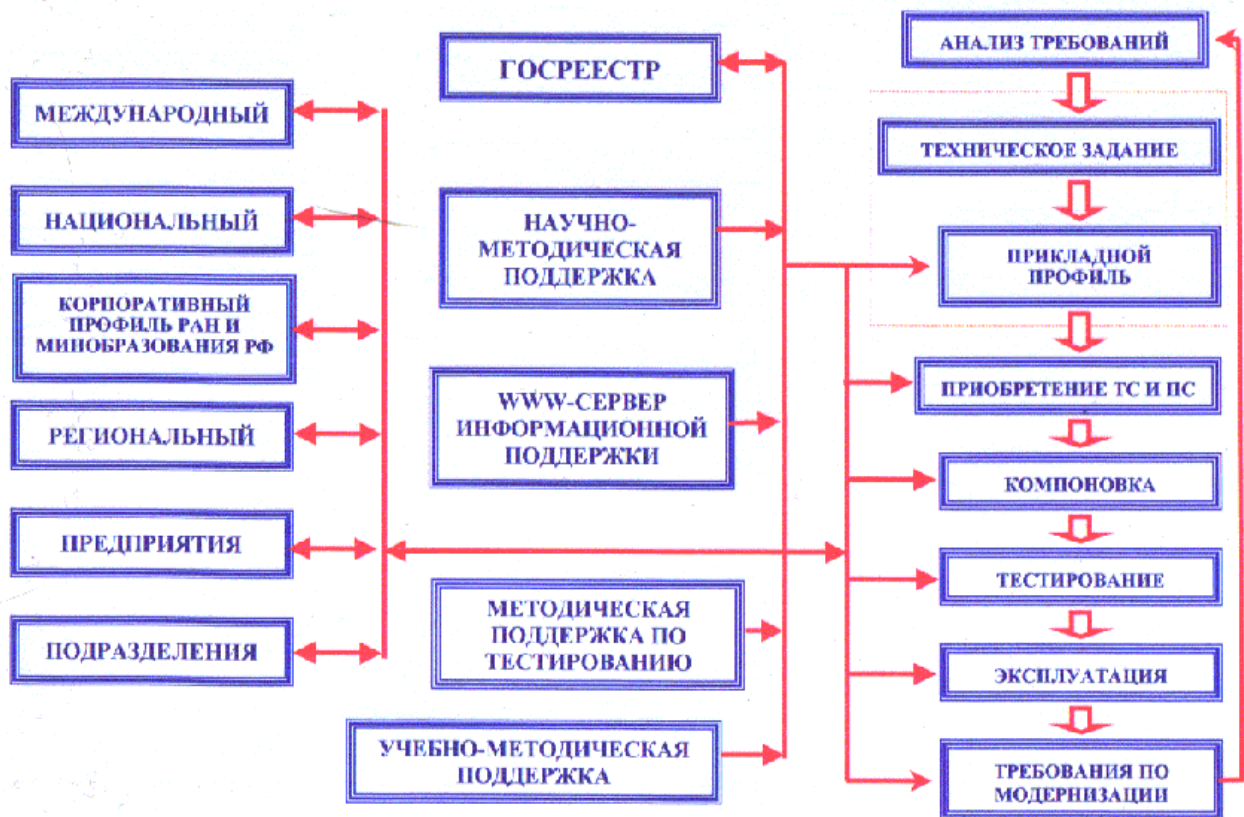 МЕЖДУНАРОДНЫЙ
НАЦИОНАЛЬНЫЙ
КОРПОРАТИВНЫЙ
ПРОФИЛЬ РАН И
МИНОБРАЗОВАНИЯ РФ
РЕГИОНАЛЬНЫЙ
ПРЕДПРИЯТИЯ
ПОДРАЗДЕЛЕНИЯ
ГОСРЕЕСТР
НАУЧНО-
МЕТОДИЧЕСКАЯ
ПОДДЕРЖКА
WWW-СЕРВЕР
ИНФОРМАЦИОННОЙ
ПОДДЕРЖКИ
МЕТОДИЧЕСКАЯ
ПОДДЕРЖКА ПО
ТЕСТИРОВАНИЮ
УЧЕБНО-МЕТОДИЧЕСКАЯ
ПОДДЕРЖКА
АНАЛИЗ ТРЕБОВАНИЙ
ТЕХНИЧЕСКОЕ ЗАДАНИЕ
ПРИКЛАДНОЙ
ПРОФИЛЬ
ПРИОБРЕТЕНИЕ ТС И ПС
КОМПОНОВКА
ТЕСТИРОВАНИЕ
ЭКСПЛУАТАЦИЯ
ТРЕБОВАНИЯ ПО
МОДЕРНИЗАЦИИ